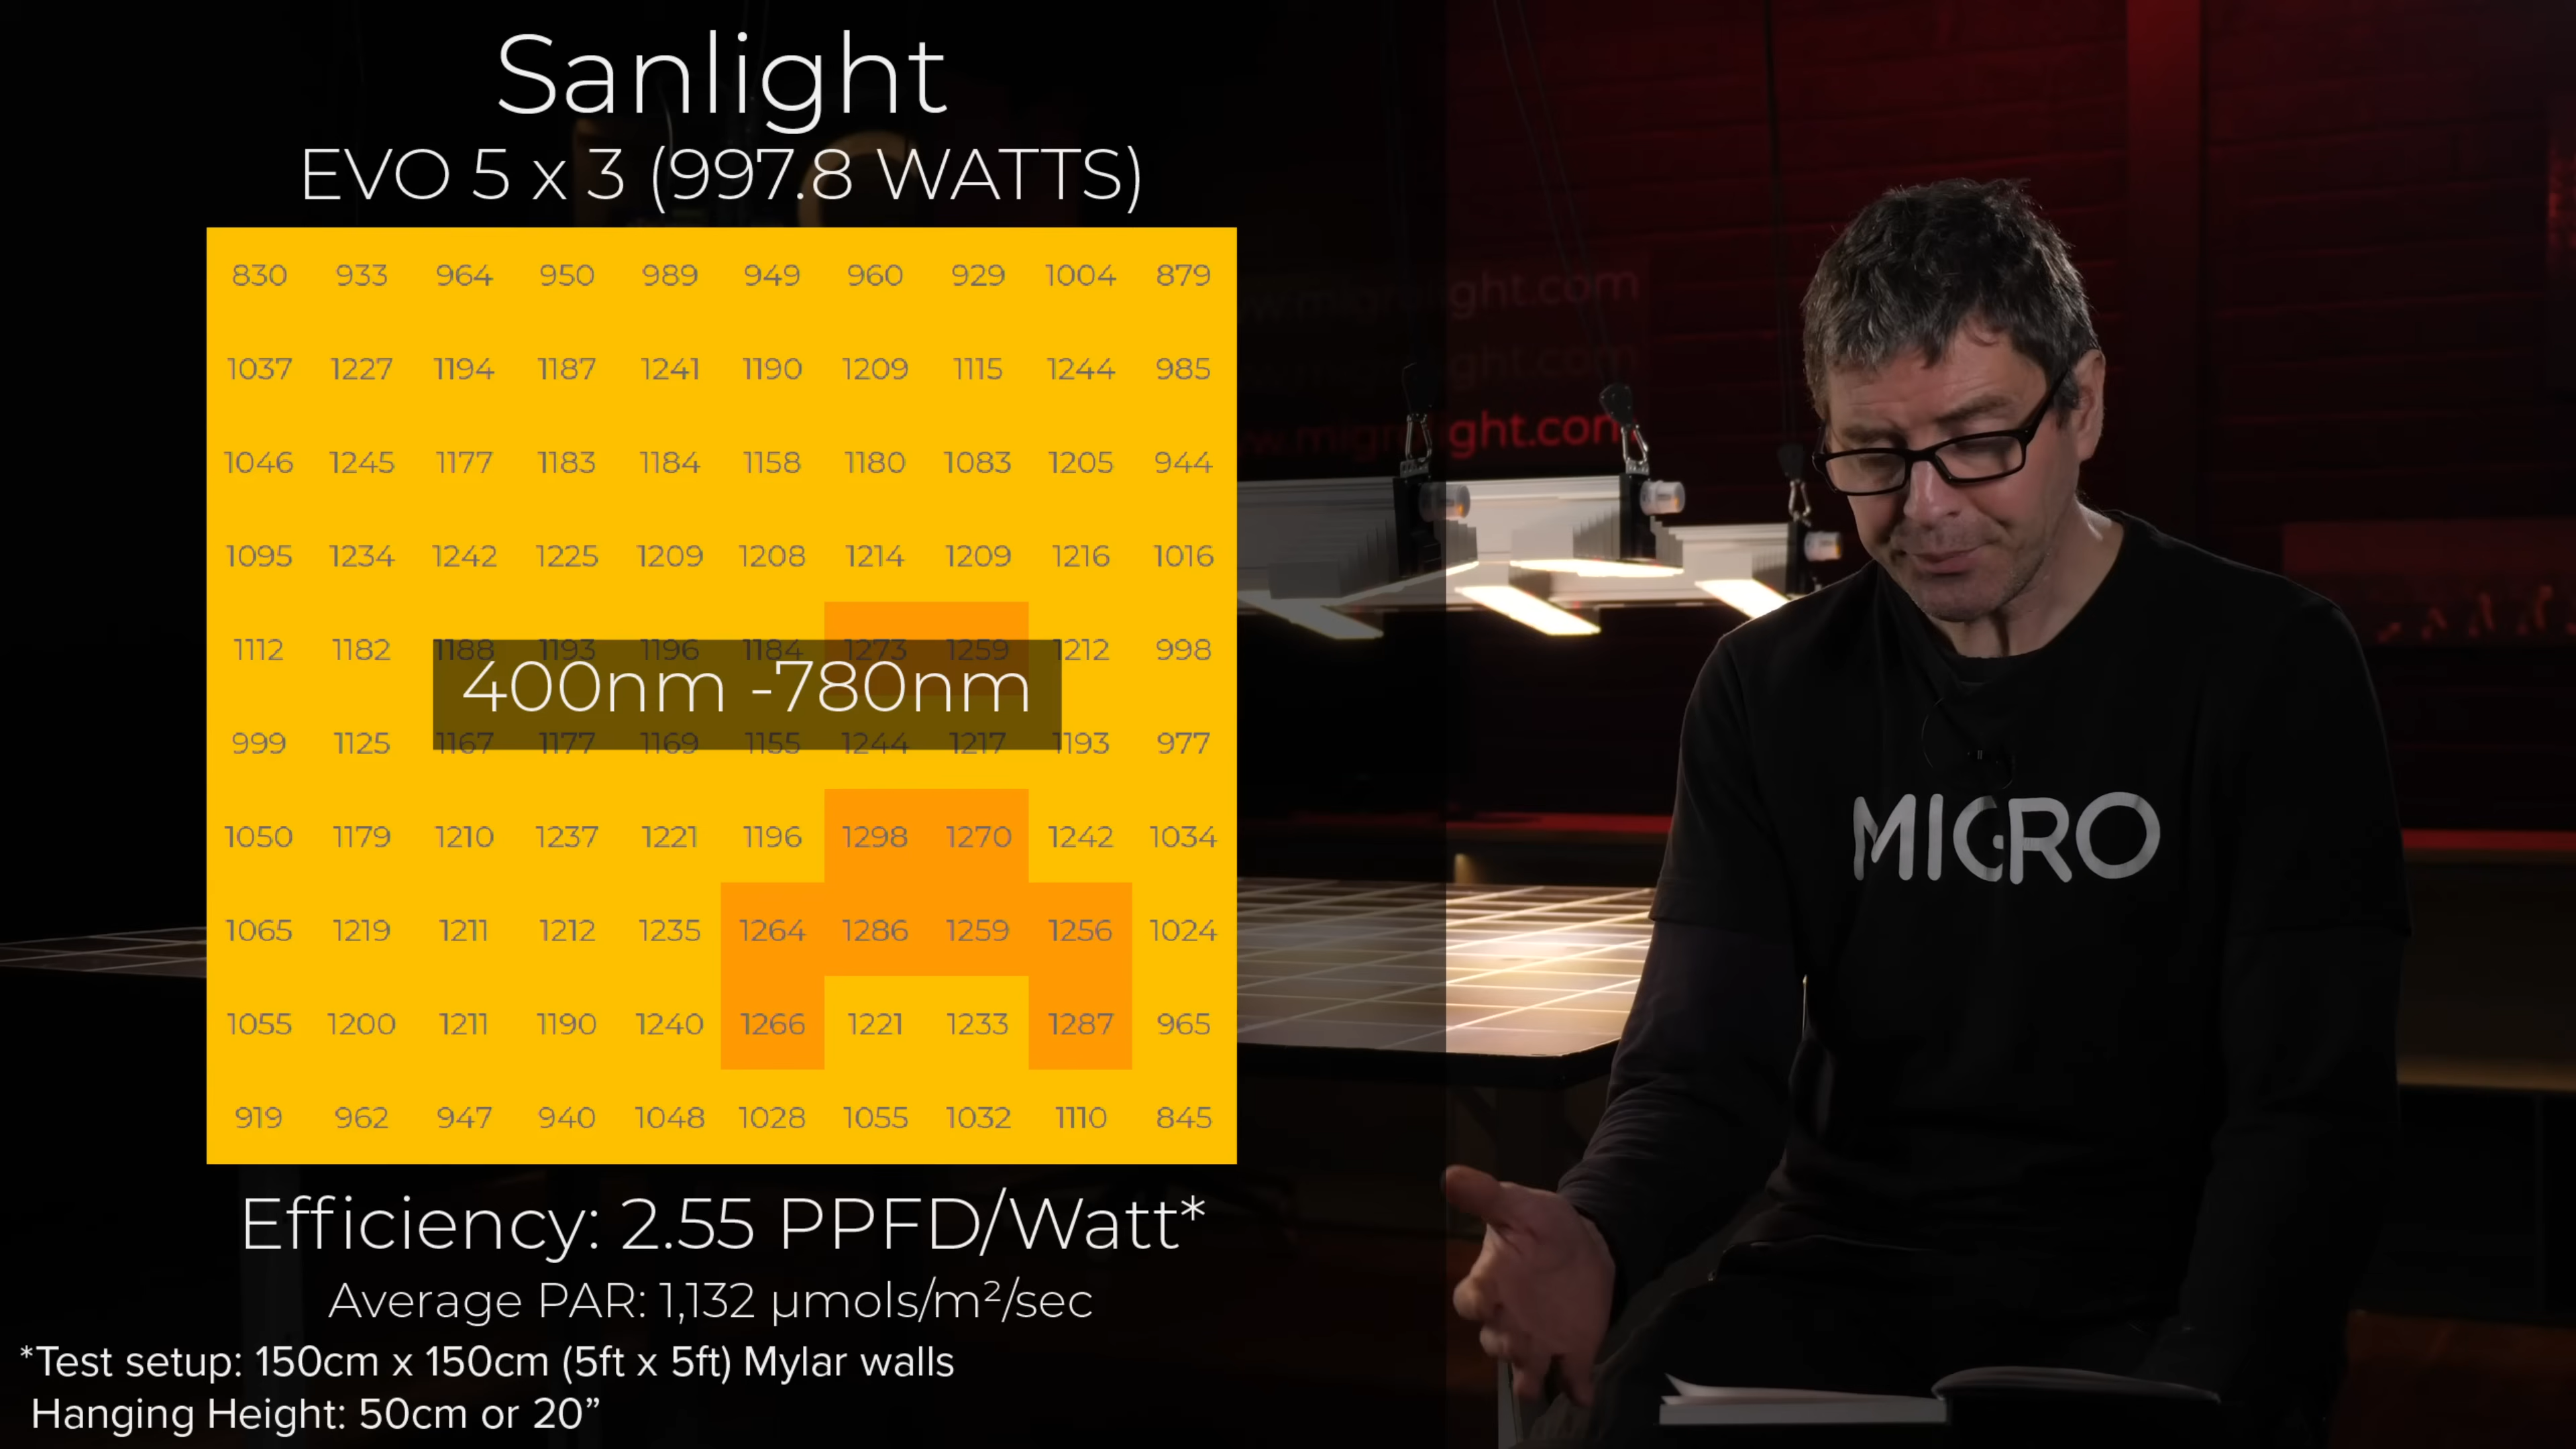 Sanlight
EVO 5 x 3 (997.8 WATTS)
830 933 964 950 989 949 960 929 1004 879
1037 1227 1194 1187 1241 1190 1209 1115 1244 985
1046 1245 1177 1183 1184 1158 1180 1083 1205 944
1095 1234 1242 1225 1209 1208 1214 1209 1216 1016
1112 1182 1188 1193 1196 1184 1273 1259 1212 998
400nm -780nm
999 1125 1167 1177 1169 1155 1244 1217 1193 977
1050 1179 1210 1237 1221 1196 1298 1270 1242 1034
1065 1219 1211 1212 1235 1264 1286 1259 1256 1024
1055 1200 1211 1190 1240 1266 1221 1233 1287 965
919 962 947 940 1048 1028 1055 1032 1110 845
Efficiency: 2.55 PPFD/Watt*
Average PAR: 1,132 µmols/m²/sec
*Test setup: 150cm x 150cm (5ft x 5ft) Mylar walls
Hanging Height: 50cm or 20”
ght.com
ght.com
ght.com
MIGRO